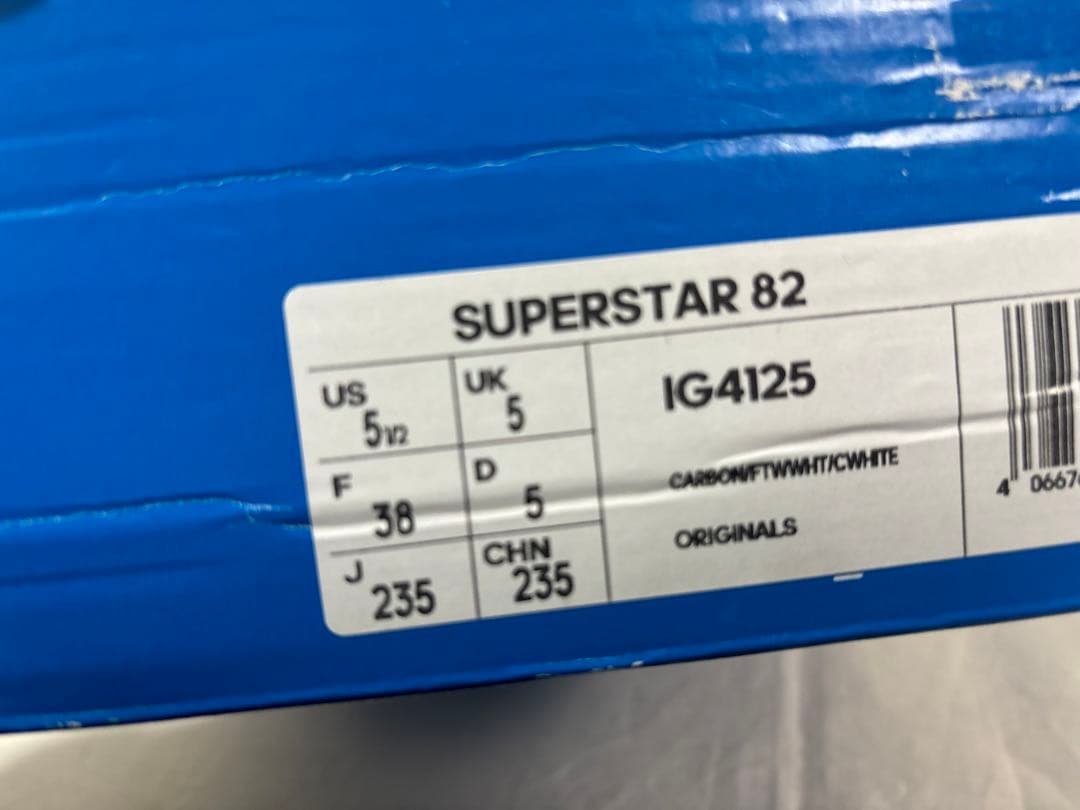 SUPERSTAR 82
US 5 1/2
UK 5
F 38
D 5
J 235
CHN 235
IG4125
CARBON/FTWWHT/CWHITE
ORIGINALS
4 0667